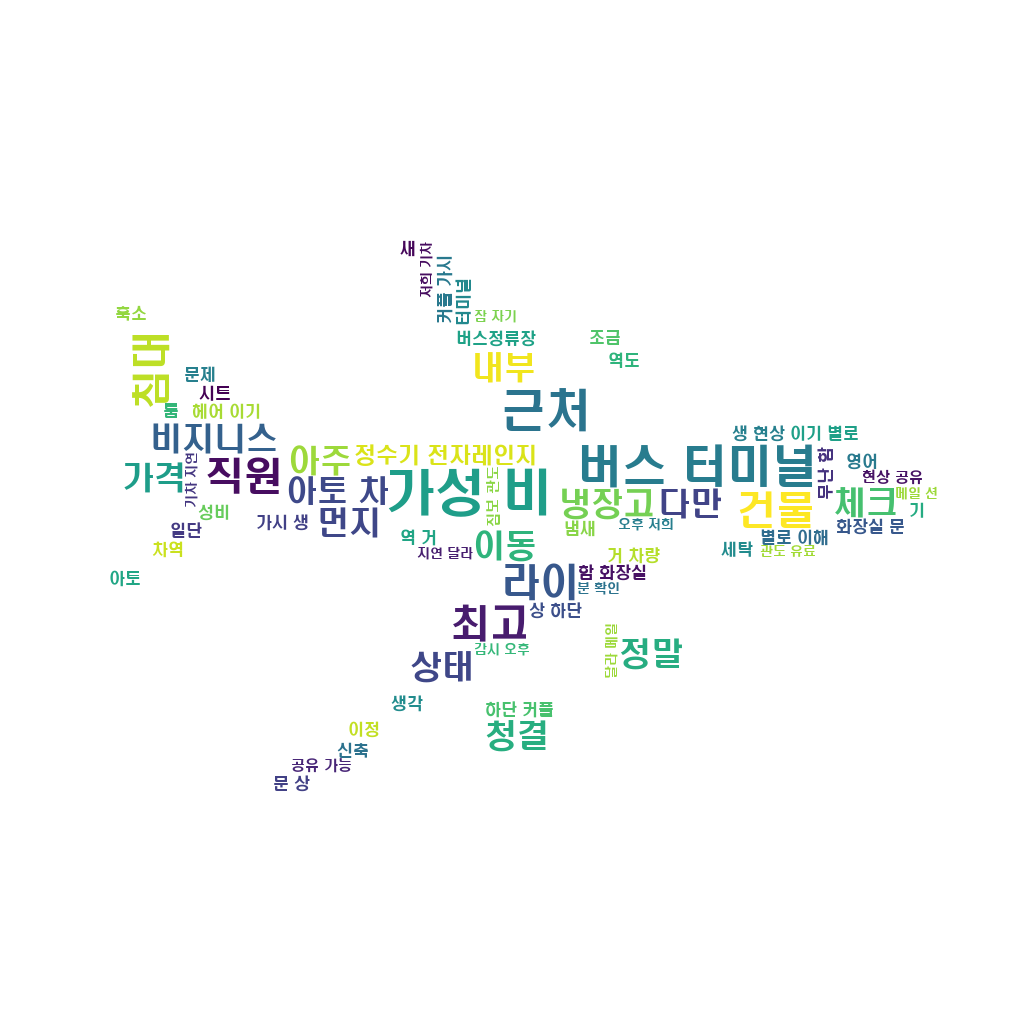 새
저희 기차
커플 가시
터미널
훅소
잠 자기
버스정류장
조금
역도
침대
문제
내부
시트
룸
헤어 이기
근처
비지니스
생 현상 이기 별로
가격
기차 지연
직원
아주
정수기 전자레인지
버스 터미널
무난 함
영어
현상 공유
아토 차
가성 비
점보 관도
냉장고
다만
건물
체크
메일 션
기
성비
일단
가시 생
먼지
냄새
오후 저희
화장실 문
차역
역 거
지연 달라
이동
거 차량
세탁
별로 이해
관도 유료
아토
라이
함 화장실
문 확인
최고
상 하단
상태
감시 오후
달라 메일
정말
생각
하단 커플
이정
청결
신축
공유 가능
문 상